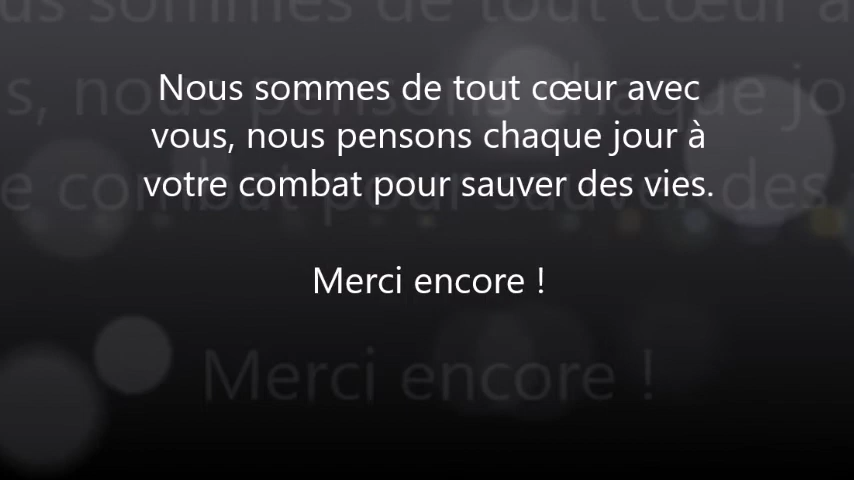 Nous sommes de tout cœur avec
vous, nous pensons chaque jour à
votre combat pour sauver des vies.
Merci encore !